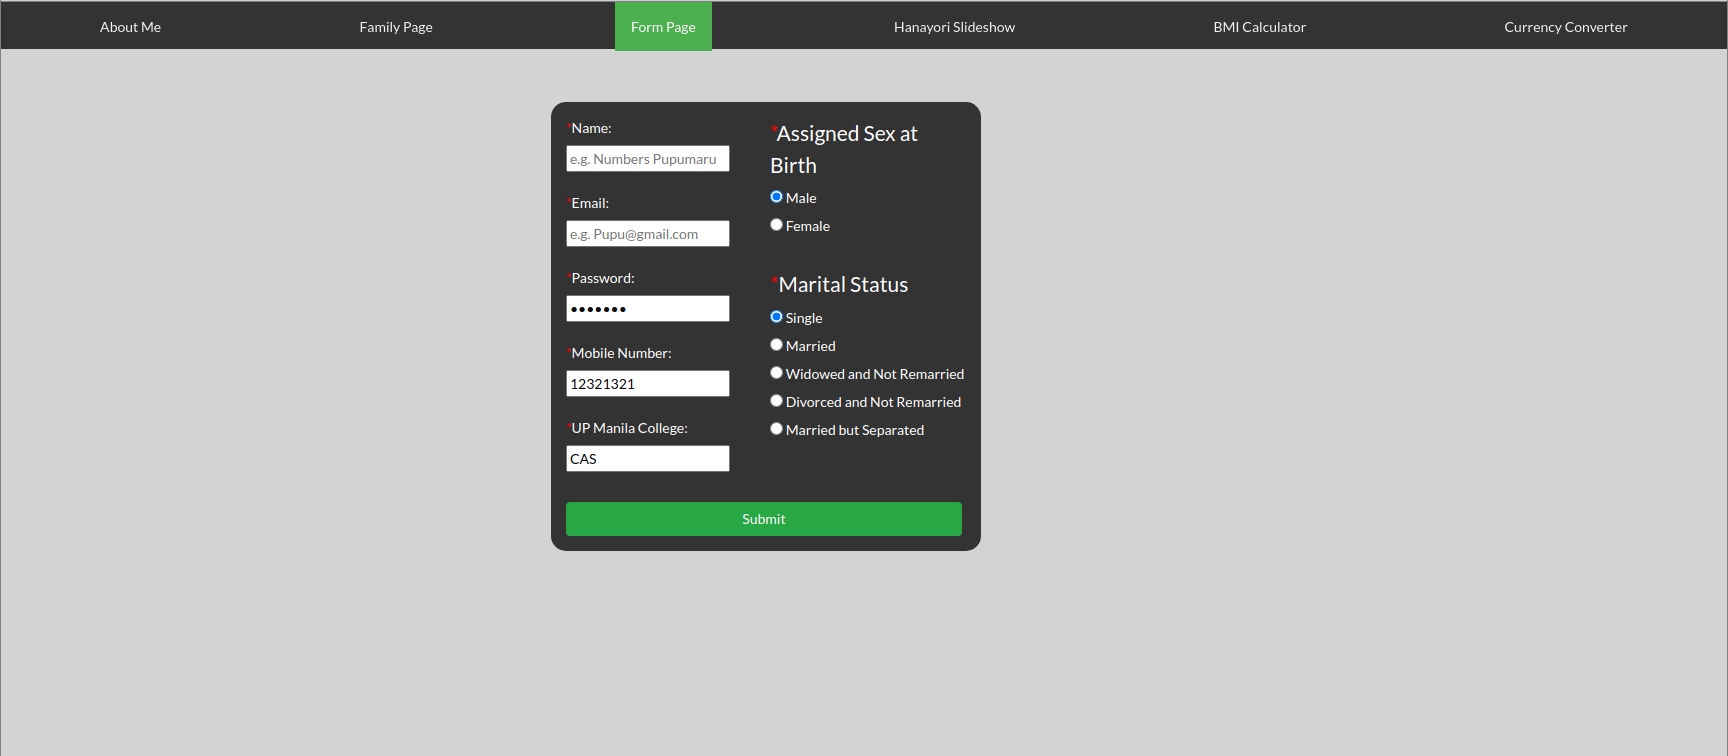 About Me
Family Page
Form Page
Hanayori Slideshow
BMI Calculator
Currency Converter
*Name:
e.g. Numbers Pupumaru
*Email:
e.g. Pupu@gmail.com
*Password:
•••••••
*Mobile Number:
12321321
*UP Manila College:
CAS
*Assigned Sex at
Birth
Male
Female
*Marital Status
Single
Married
Widowed and Not Remarried
Divorced and Not Remarried
Married but Separated
Submit